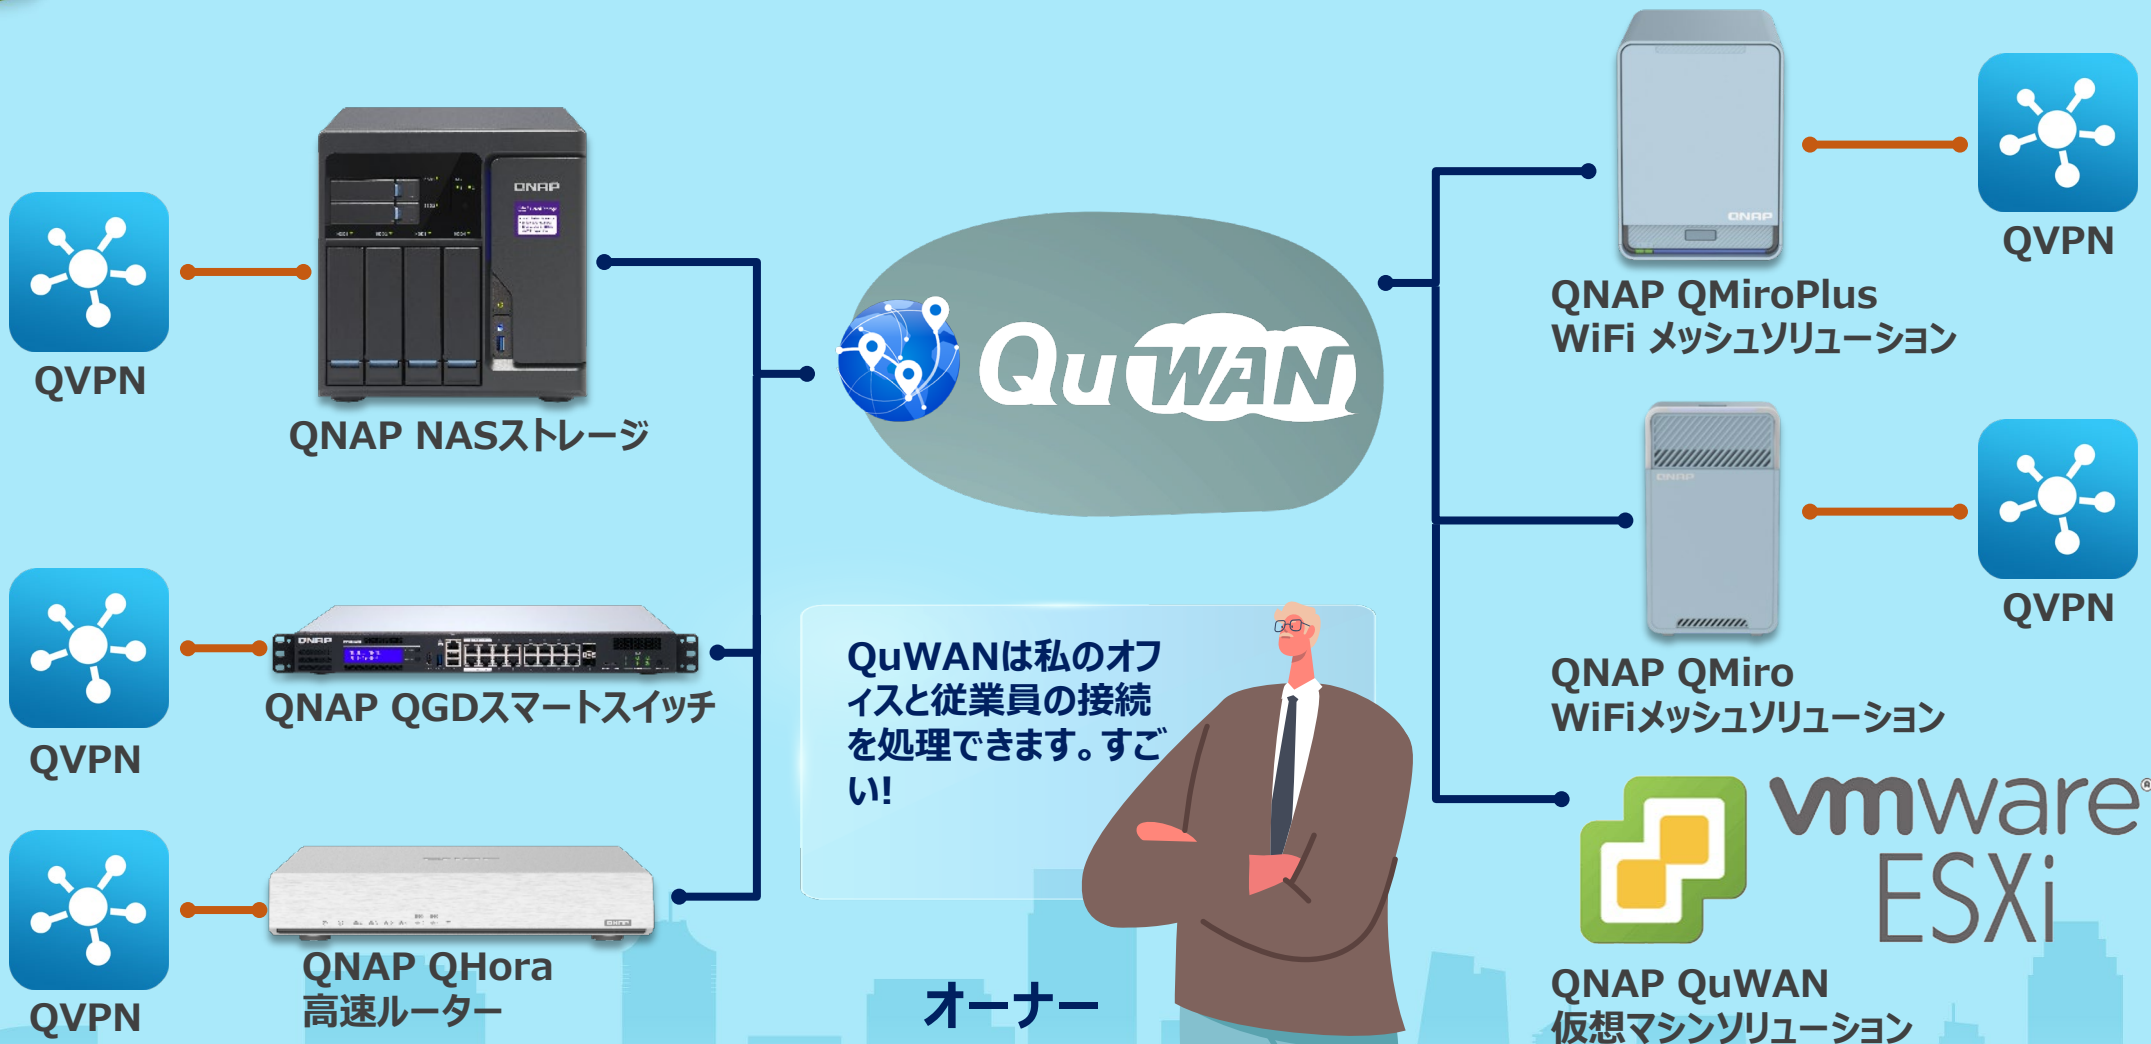 QVPN
QNAP
QNAP NASストレージ
QVPN
QNAP
QNAP QGDスマートスイッチ
QVPN
QNAP QHora
高速ルーター
QuWAN
QuWANは私のオフ
ィスと従業員の接続
を処理できます。すご
い!
オーナー
QNAP
QNAP QMiroPlus
WiFi メッシュソリューション
QVPN
QNAP
QNAP QMiro
WiFiメッシュソリューション
QVPN
vmware®
ESXi
QNAP QuWAN
仮想マシンソリューション